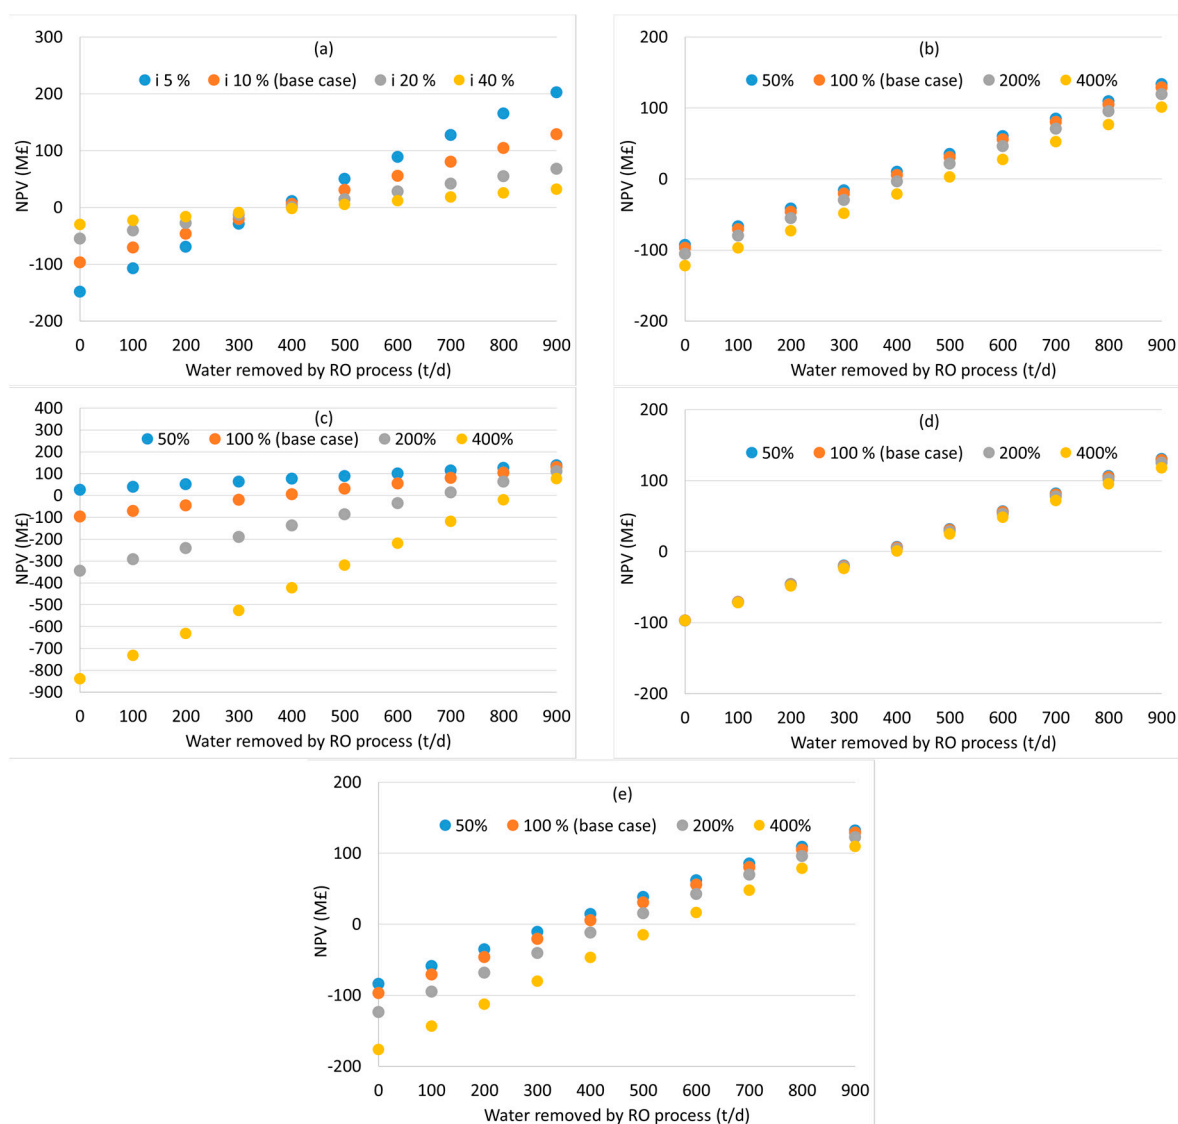 (a)
i 5 % i 10 % (base case) i 20 % i 40 %
300
200
100
0
-100
-200
NPV (M£)
0 100 200 300 400 500 600 700 800 900
Water removed by RO process (t/d)
(b)
50% 100 % (base case) 200% 400%
200
100
0
-100
-200
NPV (M£)
0 100 200 300 400 500 600 700 800 900
Water removed by RO process (t/d)
(c)
50% 100 % (base case) 200% 400%
400
300
200
100
0
-100
-200
-300
-400
-500
-600
-700
-800
-900
NPV (M£)
0 100 200 300 400 500 600 700 800 900
Water removed by RO process (t/d)
(d)
50% 100 % (base case) 200% 400%
200
100
0
-100
-200
NPV (M£)
0 100 200 300 400 500 600 700 800 900
Water removed by RO process (t/d)
(e)
50% 100 % (base case) 200% 400%
200
100
0
-100
-200
NPV (M£)
0 100 200 300 400 500 600 700 800 900
Water removed by RO process (t/d)